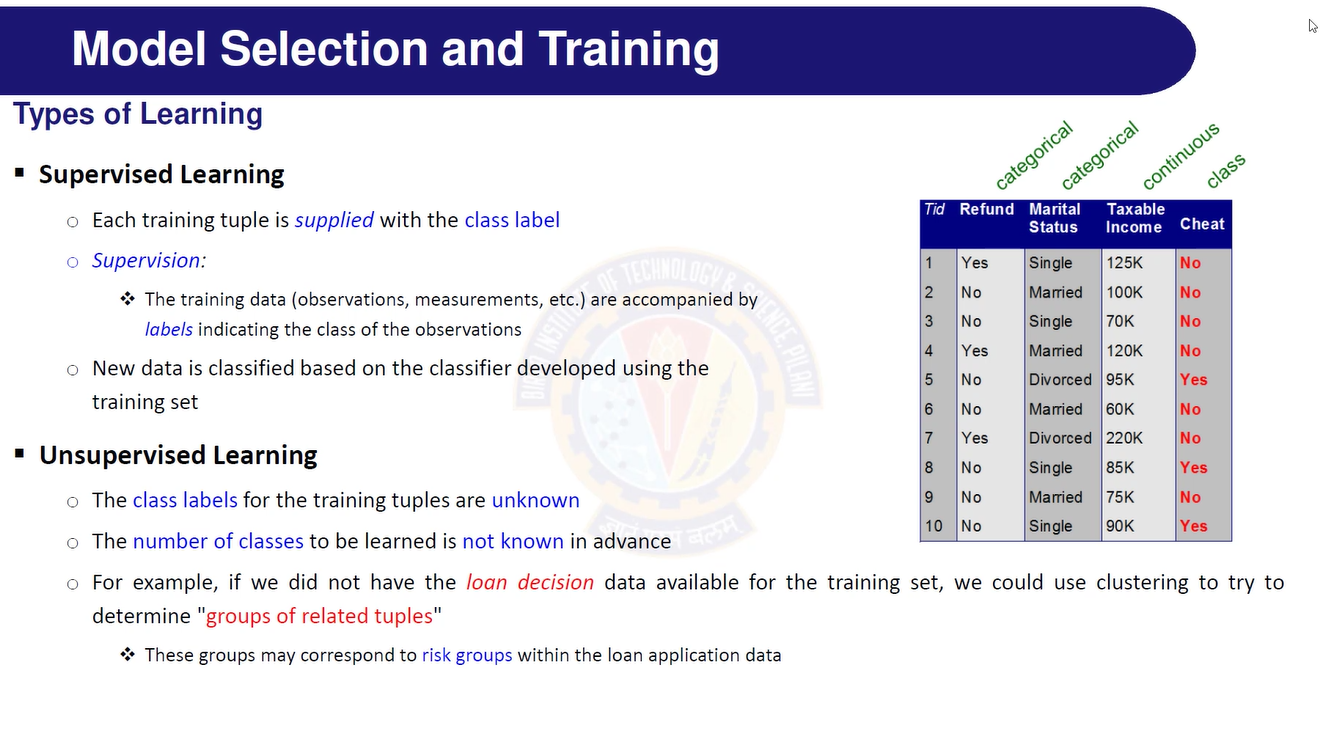 Model Selection and Training
Types of Learning
▪ Supervised Learning
○ Each training tuple is supplied with the class label
○ Supervision:
❖ The training data (observations, measurements, etc.) are accompanied by
labels indicating the class of the observations
○ New data is classified based on the classifier developed using the
training set
▪ Unsupervised Learning
○ The class labels for the training tuples are unknown
○ The number of classes to be learned is not known in advance
○ For example, if we did not have the loan decision data available for the training set, we could use clustering to try to
determine "groups of related tuples"
❖ These groups may correspond to risk groups within the loan application data
categorical categorical continuous class
Tid Refund Marital Status Taxable Income Cheat
1 Yes Single 125K No
2 No Married 100K No
3 No Single 70K No
4 Yes Married 120K No
5 No Divorced 95K Yes
6 No Married 60K No
7 Yes Divorced 220K No
8 No Single 85K Yes
9 No Married 75K No
10 No Single 90K Yes
INSTITUTE OF TECHNOLOGY & SCIENCE, PILANI